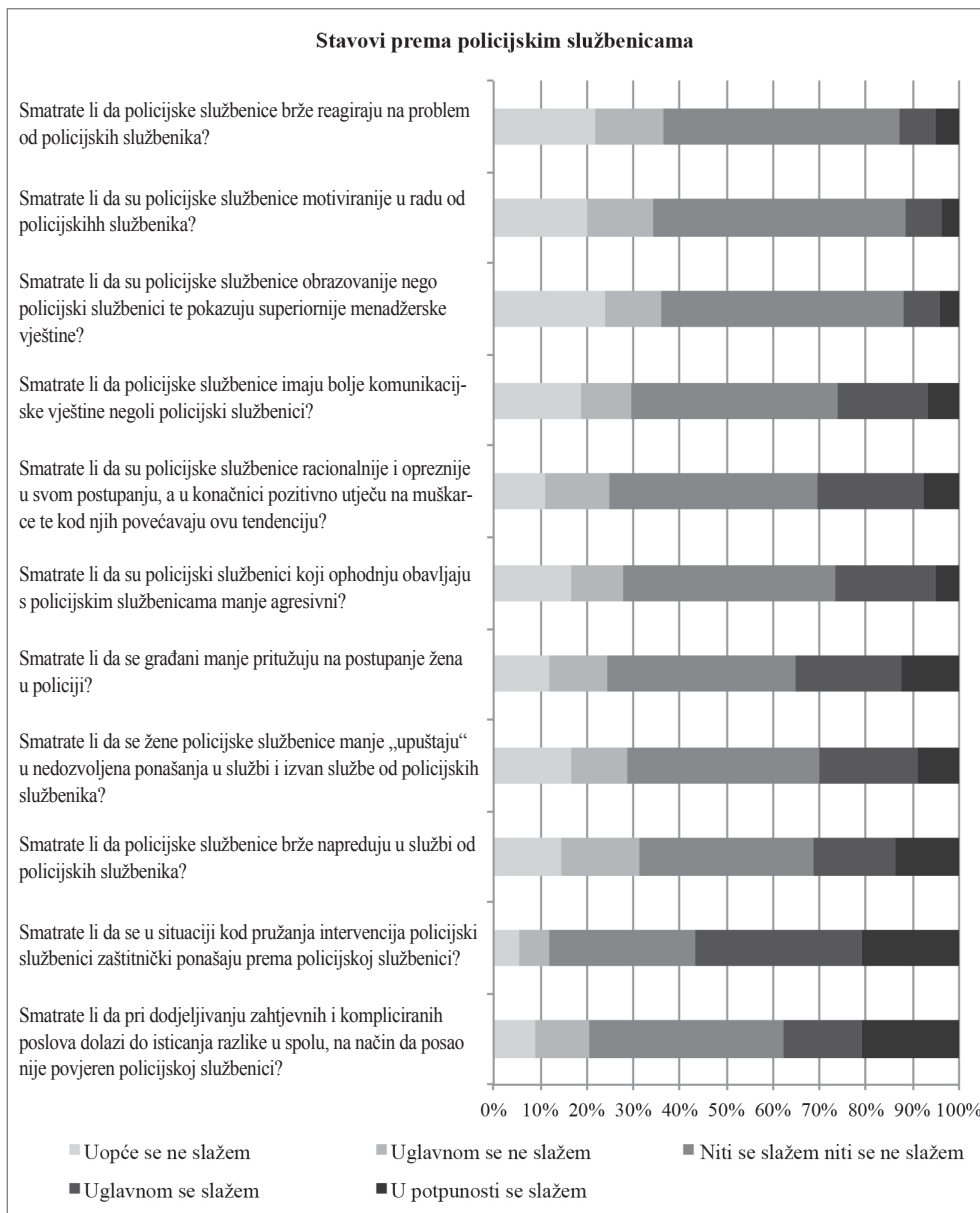 Stavovi prema policijskim službenicama
Smatrate li da policijske službenice brže reagiraju na problem
od policijskih službenika?
Smatrate li da su policijske službenice motiviranije u radu od
policijskihh službenika?
Smatrate li da su policijske službenice obrazovanije nego
policijski službenici te pokazuju superiornije menadžerske
vještine?
Smatrate li da policijske službenice imaju bolje komunikacij-
ske vještine negoli policijski službenici?
Smatrate li da su policijske službenice racionalnije i opreznije
u svom postupanju, a u konačnici pozitivno utječu na muškar-
ce te kod njih povećavaju ovu tendenciju?
Smatrate li da su policijski službenici koji ophodnju obavljaju
s policijskim službenicama manje agresivni?
Smatrate li da se građani manje pritužuju na postupanje žena
u policiji?
Smatrate li da se žene policijske službenice manje „upuštaju“
u nedozvoljena ponašanja u službi i izvan službe od policijskih
službenika?
Smatrate li da policijske službenice brže napreduju u službi od
policijskih službenika?
Smatrate li da se u situaciji kod pružanja intervencija policijski
službenici zaštitnički ponašaju prema policijskoj službenici?
Smatrate li da pri dodjeljivanju zahtjevnih i kompliciranih
poslova dolazi do isticanja razlike u spolu, na način da posao
nije povjeren policijskoj službenici?
0% 10% 20% 30% 40% 50% 60% 70% 80% 90% 100%
Uopće se ne slažem Uglavnom se ne slažem Niti se slažem niti se ne slažem
Uglavnom se slažem U potpunosti se slažem